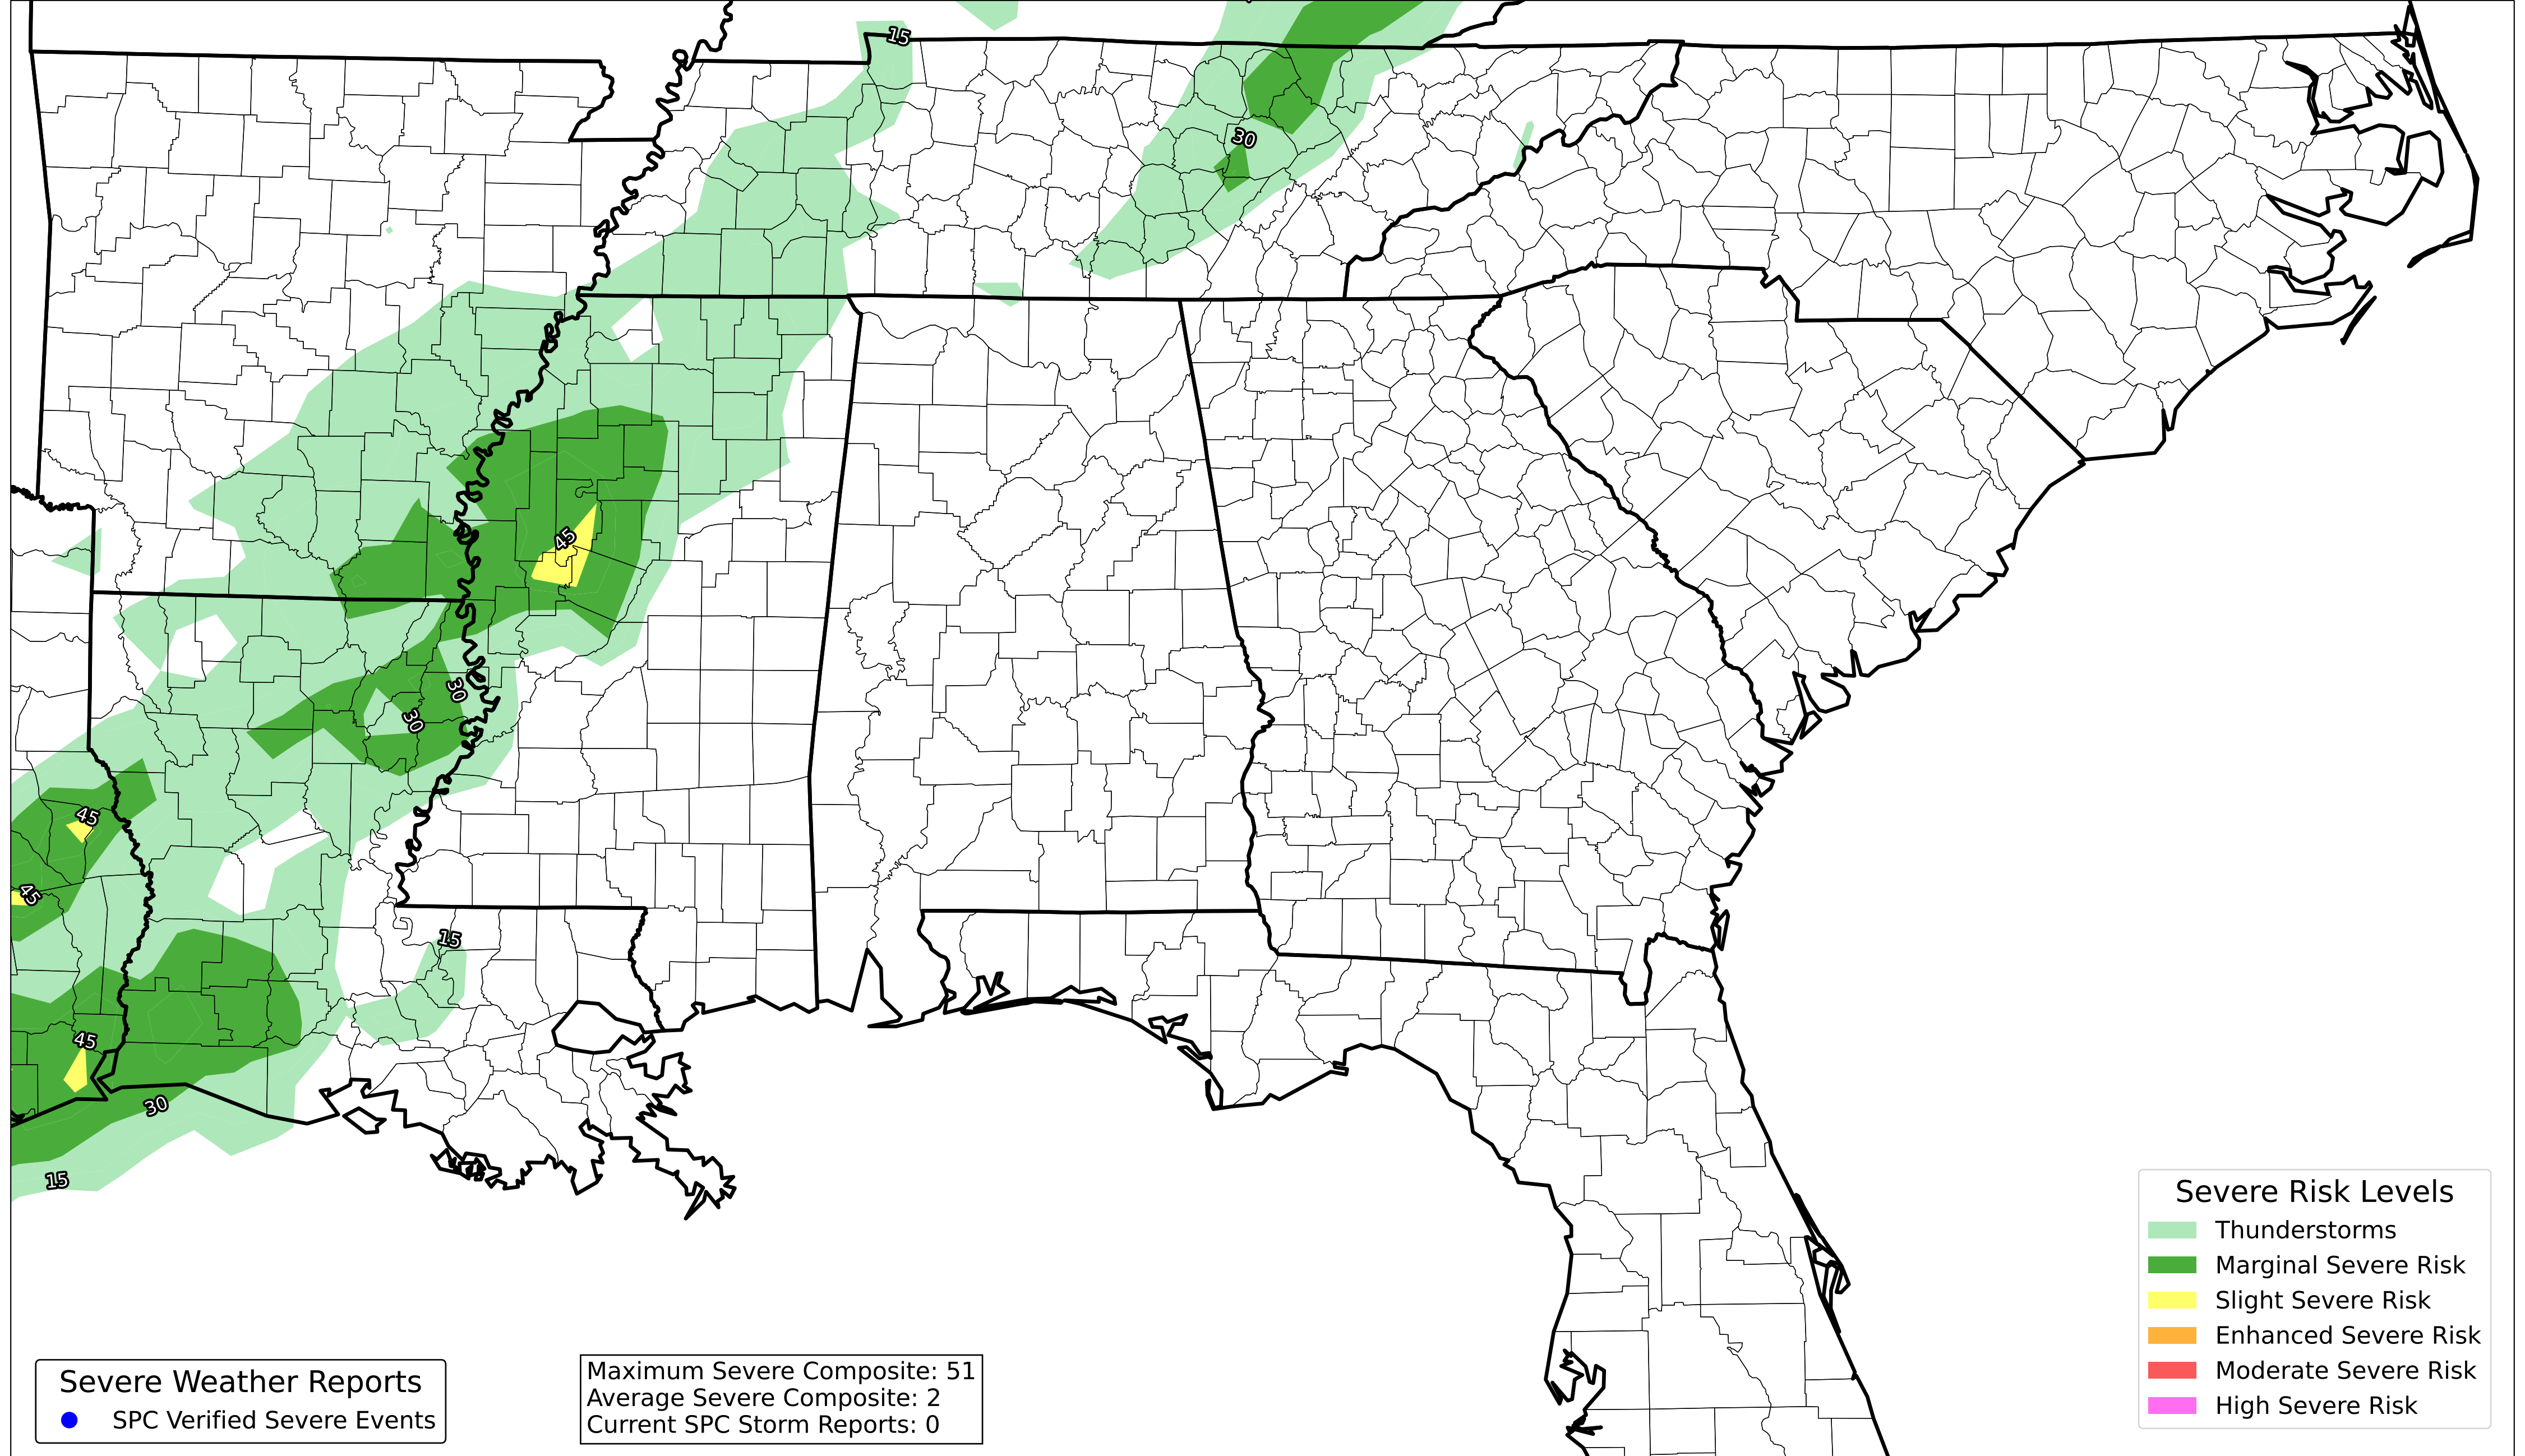 15
30
45
30
30
45
45
15
45
30
15
Severe Risk Levels
Thunderstorms
Marginal Severe Risk
Slight Severe Risk
Enhanced Severe Risk
Moderate Severe Risk
High Severe Risk
Severe Weather Reports
SPC Verified Severe Events
Maximum Severe Composite: 51
Average Severe Composite: 2
Current SPC Storm Reports: 0